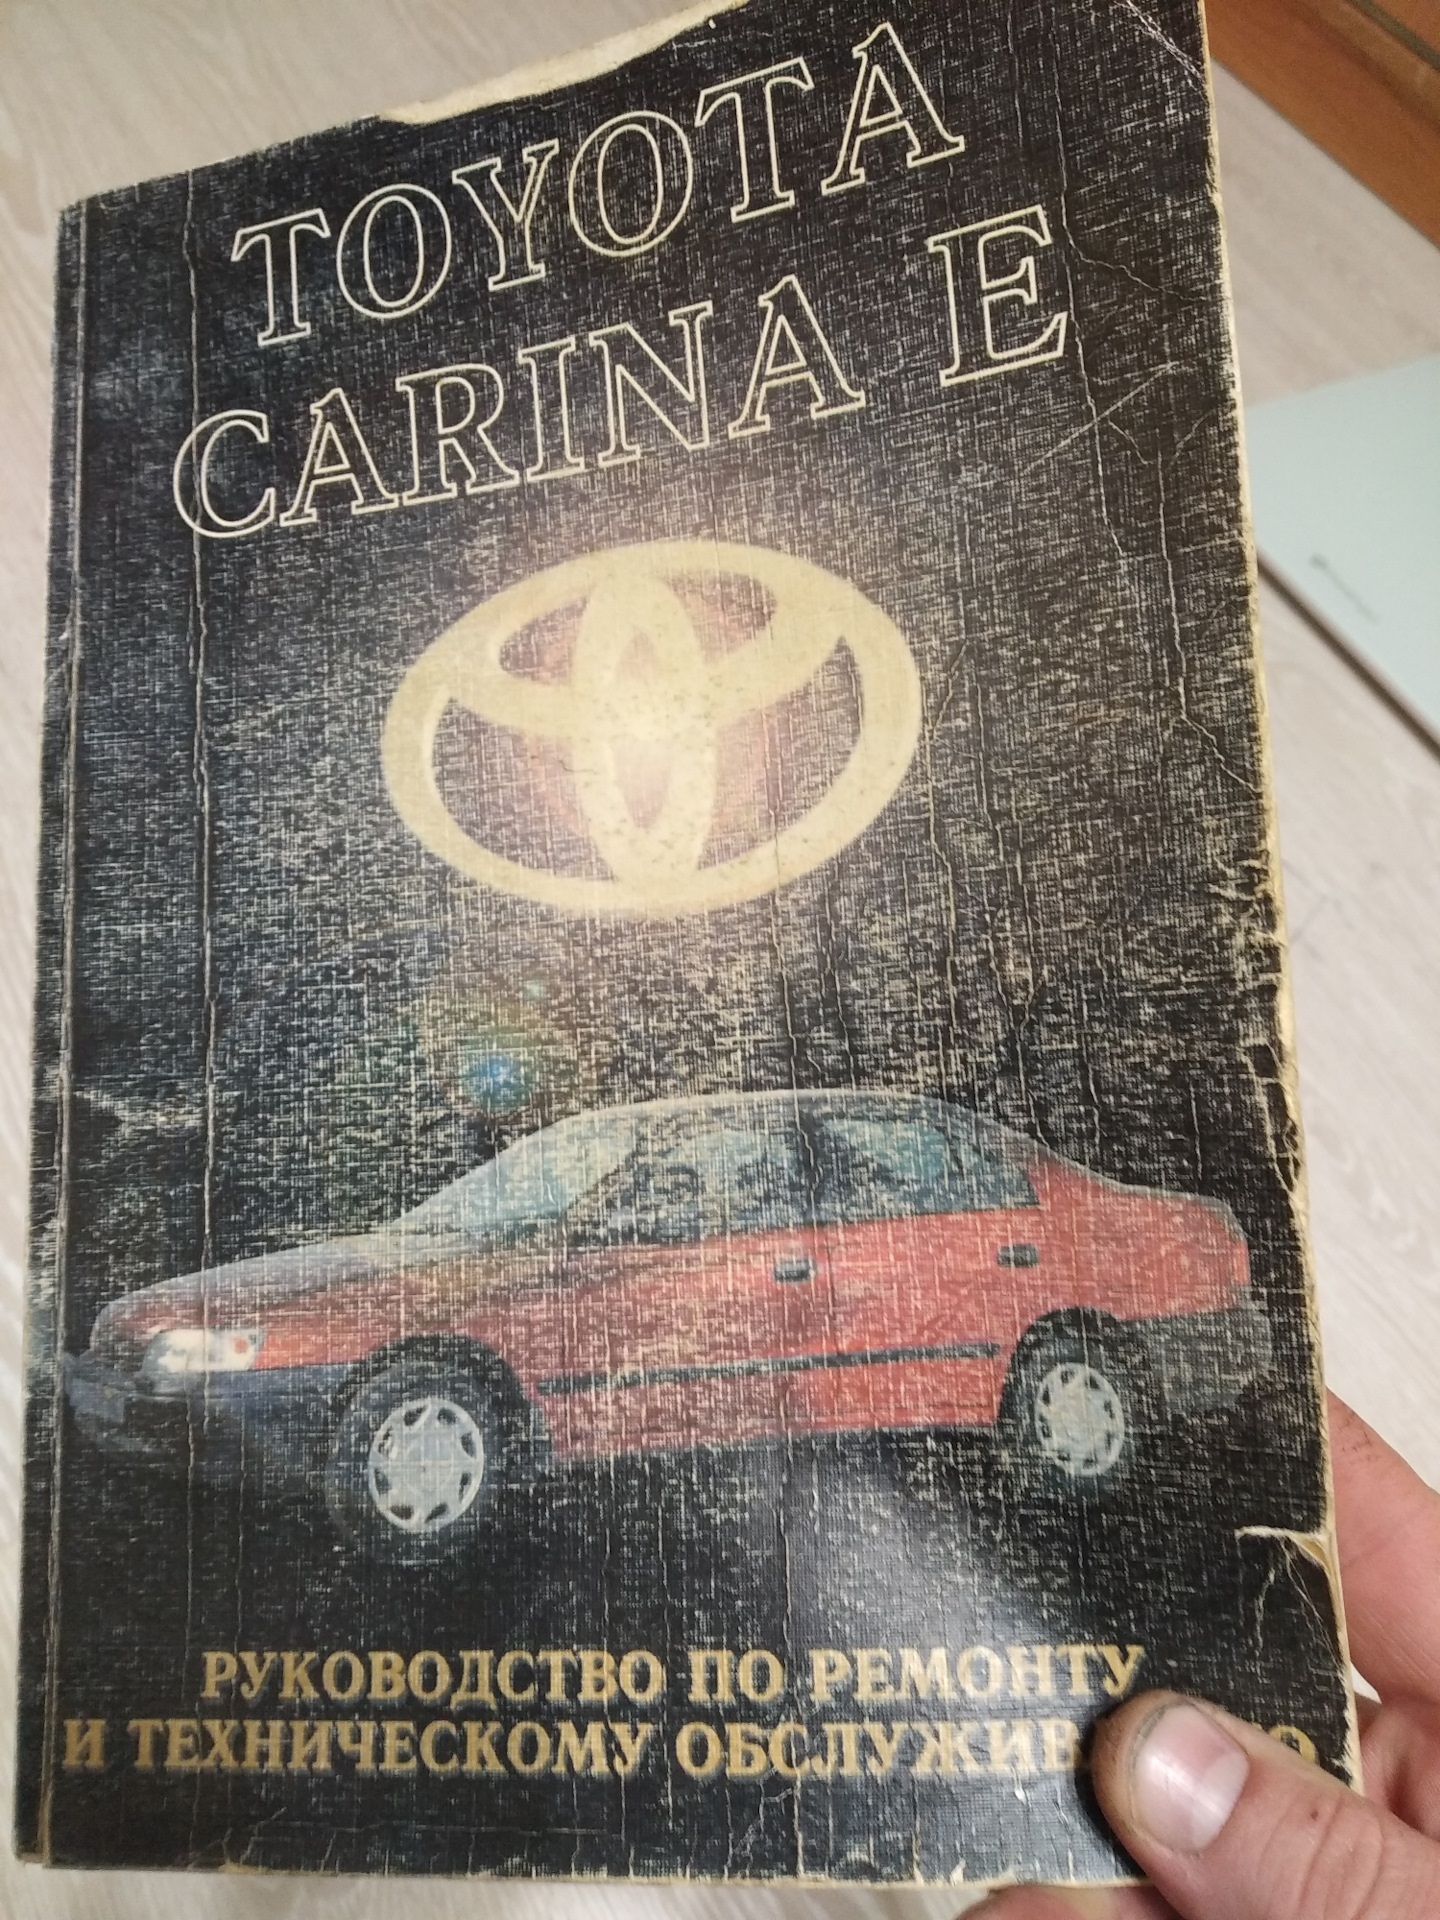 TOYOTA
CARINA E
РУКОВОДСТВО ПО РЕМОНТУ
И ТЕХНИЧЕСКОМУ